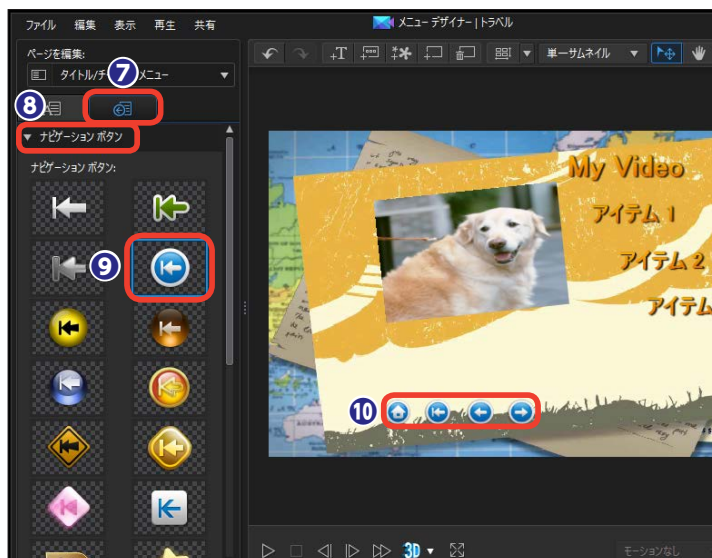 ファイル 編集 表示 再生 共有
メニュー デザイナー | トラベル
ページを編集:
タイトル/チ メニュー
7
単一サムネイル
8
ナビゲーション ボタン
ナビゲーション ボタン:
9
My Video
アイテム 1
アイテム 2
アイテム
10
3D
モーションなし